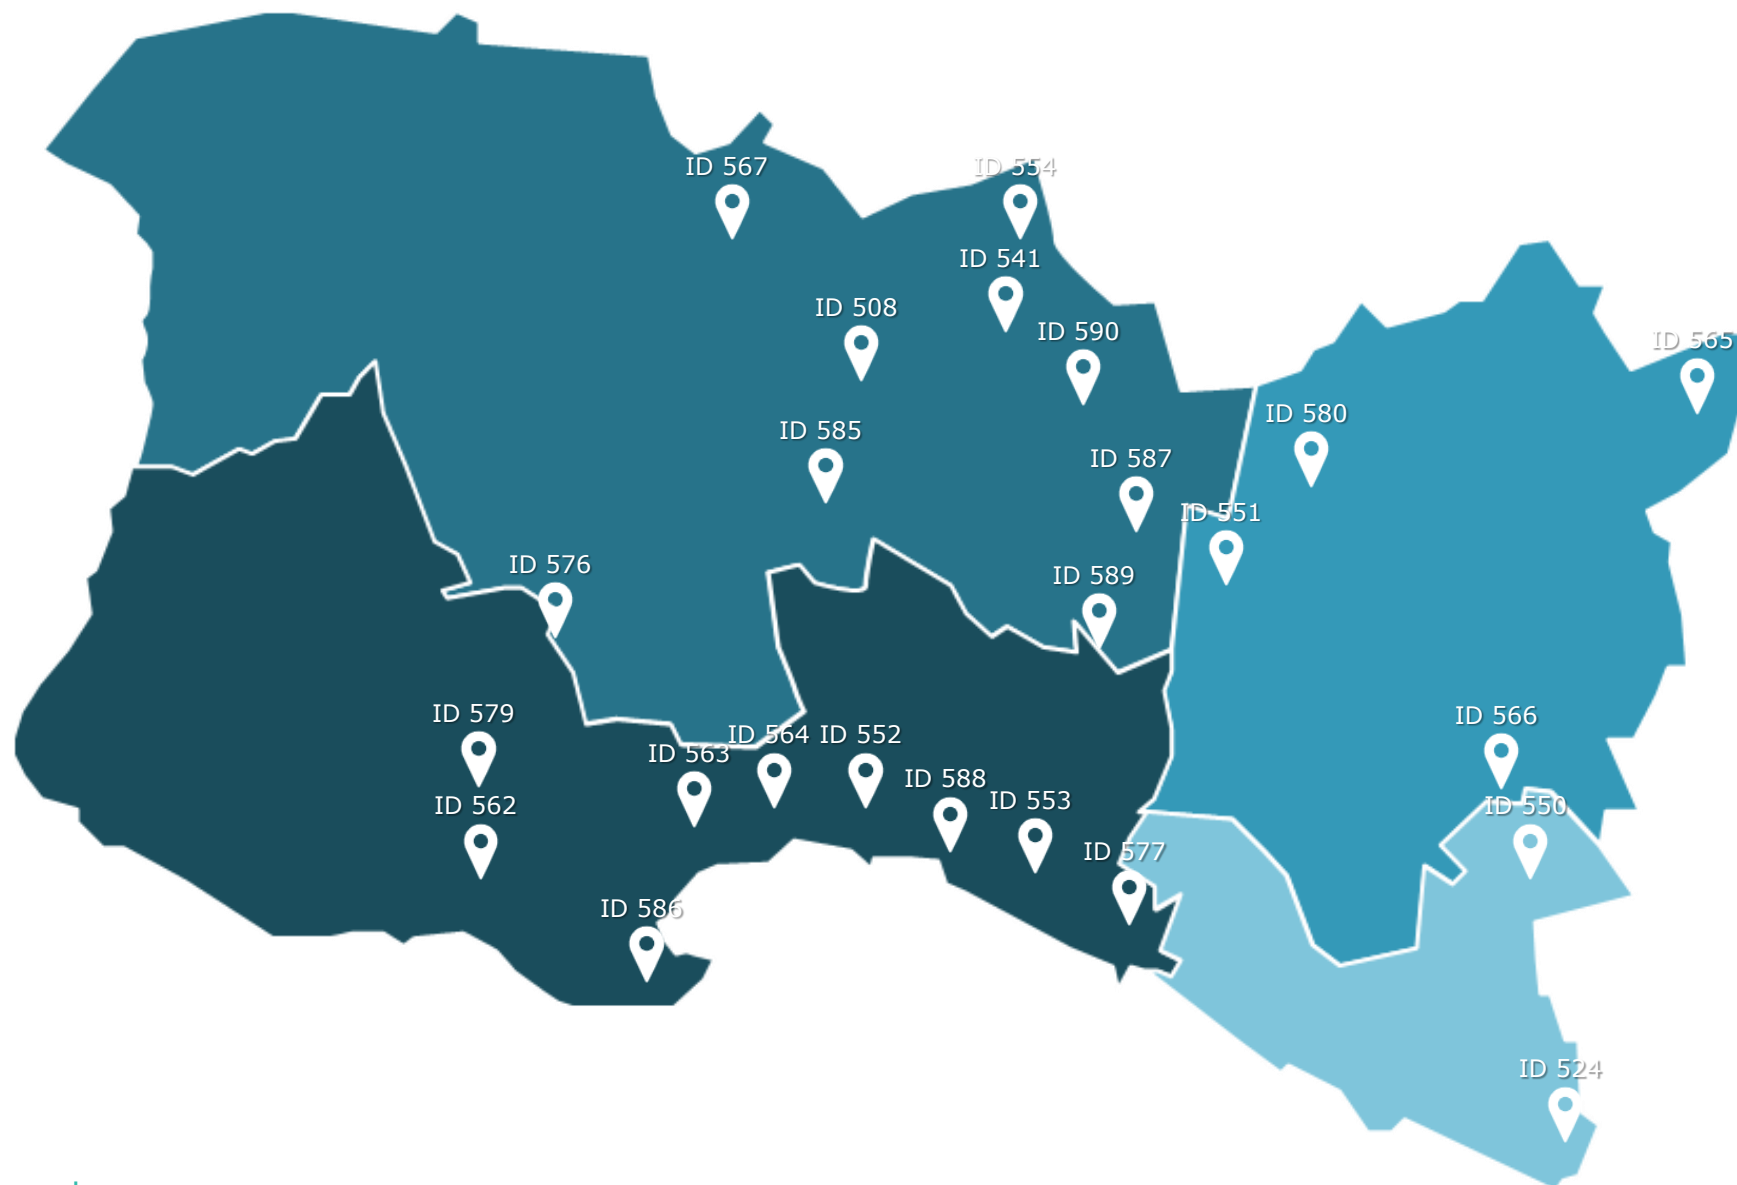 ID 567
ID 554
ID 541
ID 508
ID 590
ID 565
ID 580
ID 585
ID 587
ID 551
ID 576
ID 589
ID 579
ID 566
ID 564
ID 552
ID 563
ID 588
ID 553
ID 562
ID 550
ID 577
ID 586
ID 524